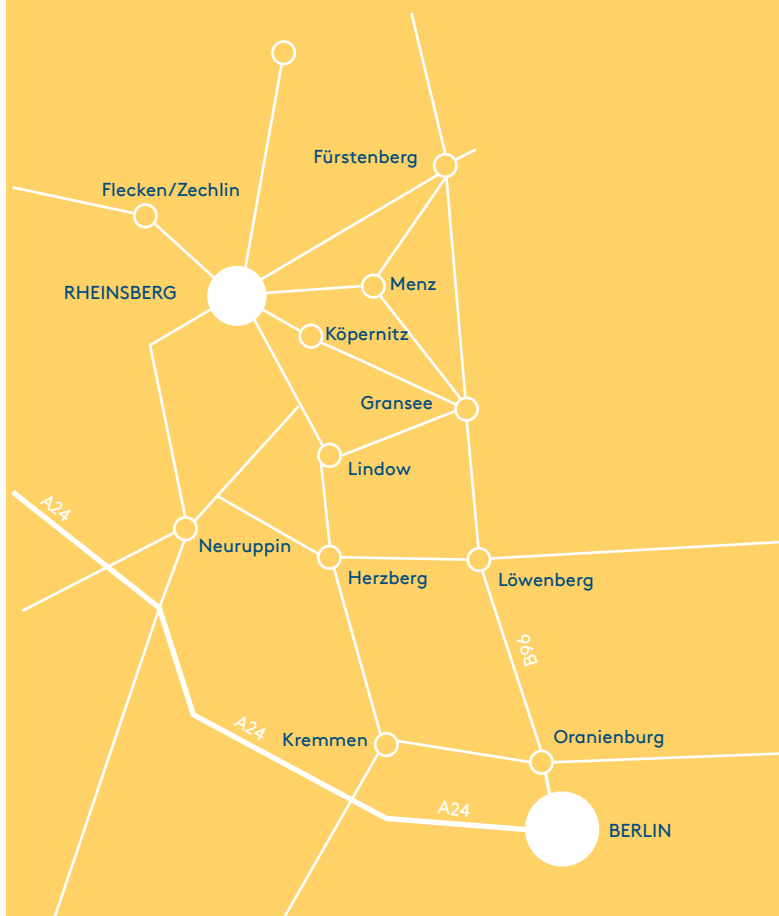 Fürstenberg
Flecken/Zechlin
RHEINSBERG
Menz
Köpernitz
Gransee
Lindow
A24
Neuruppin
Herzberg
Löwenberg
B96
A24
Kremmen
Oranienburg
A24
BERLIN